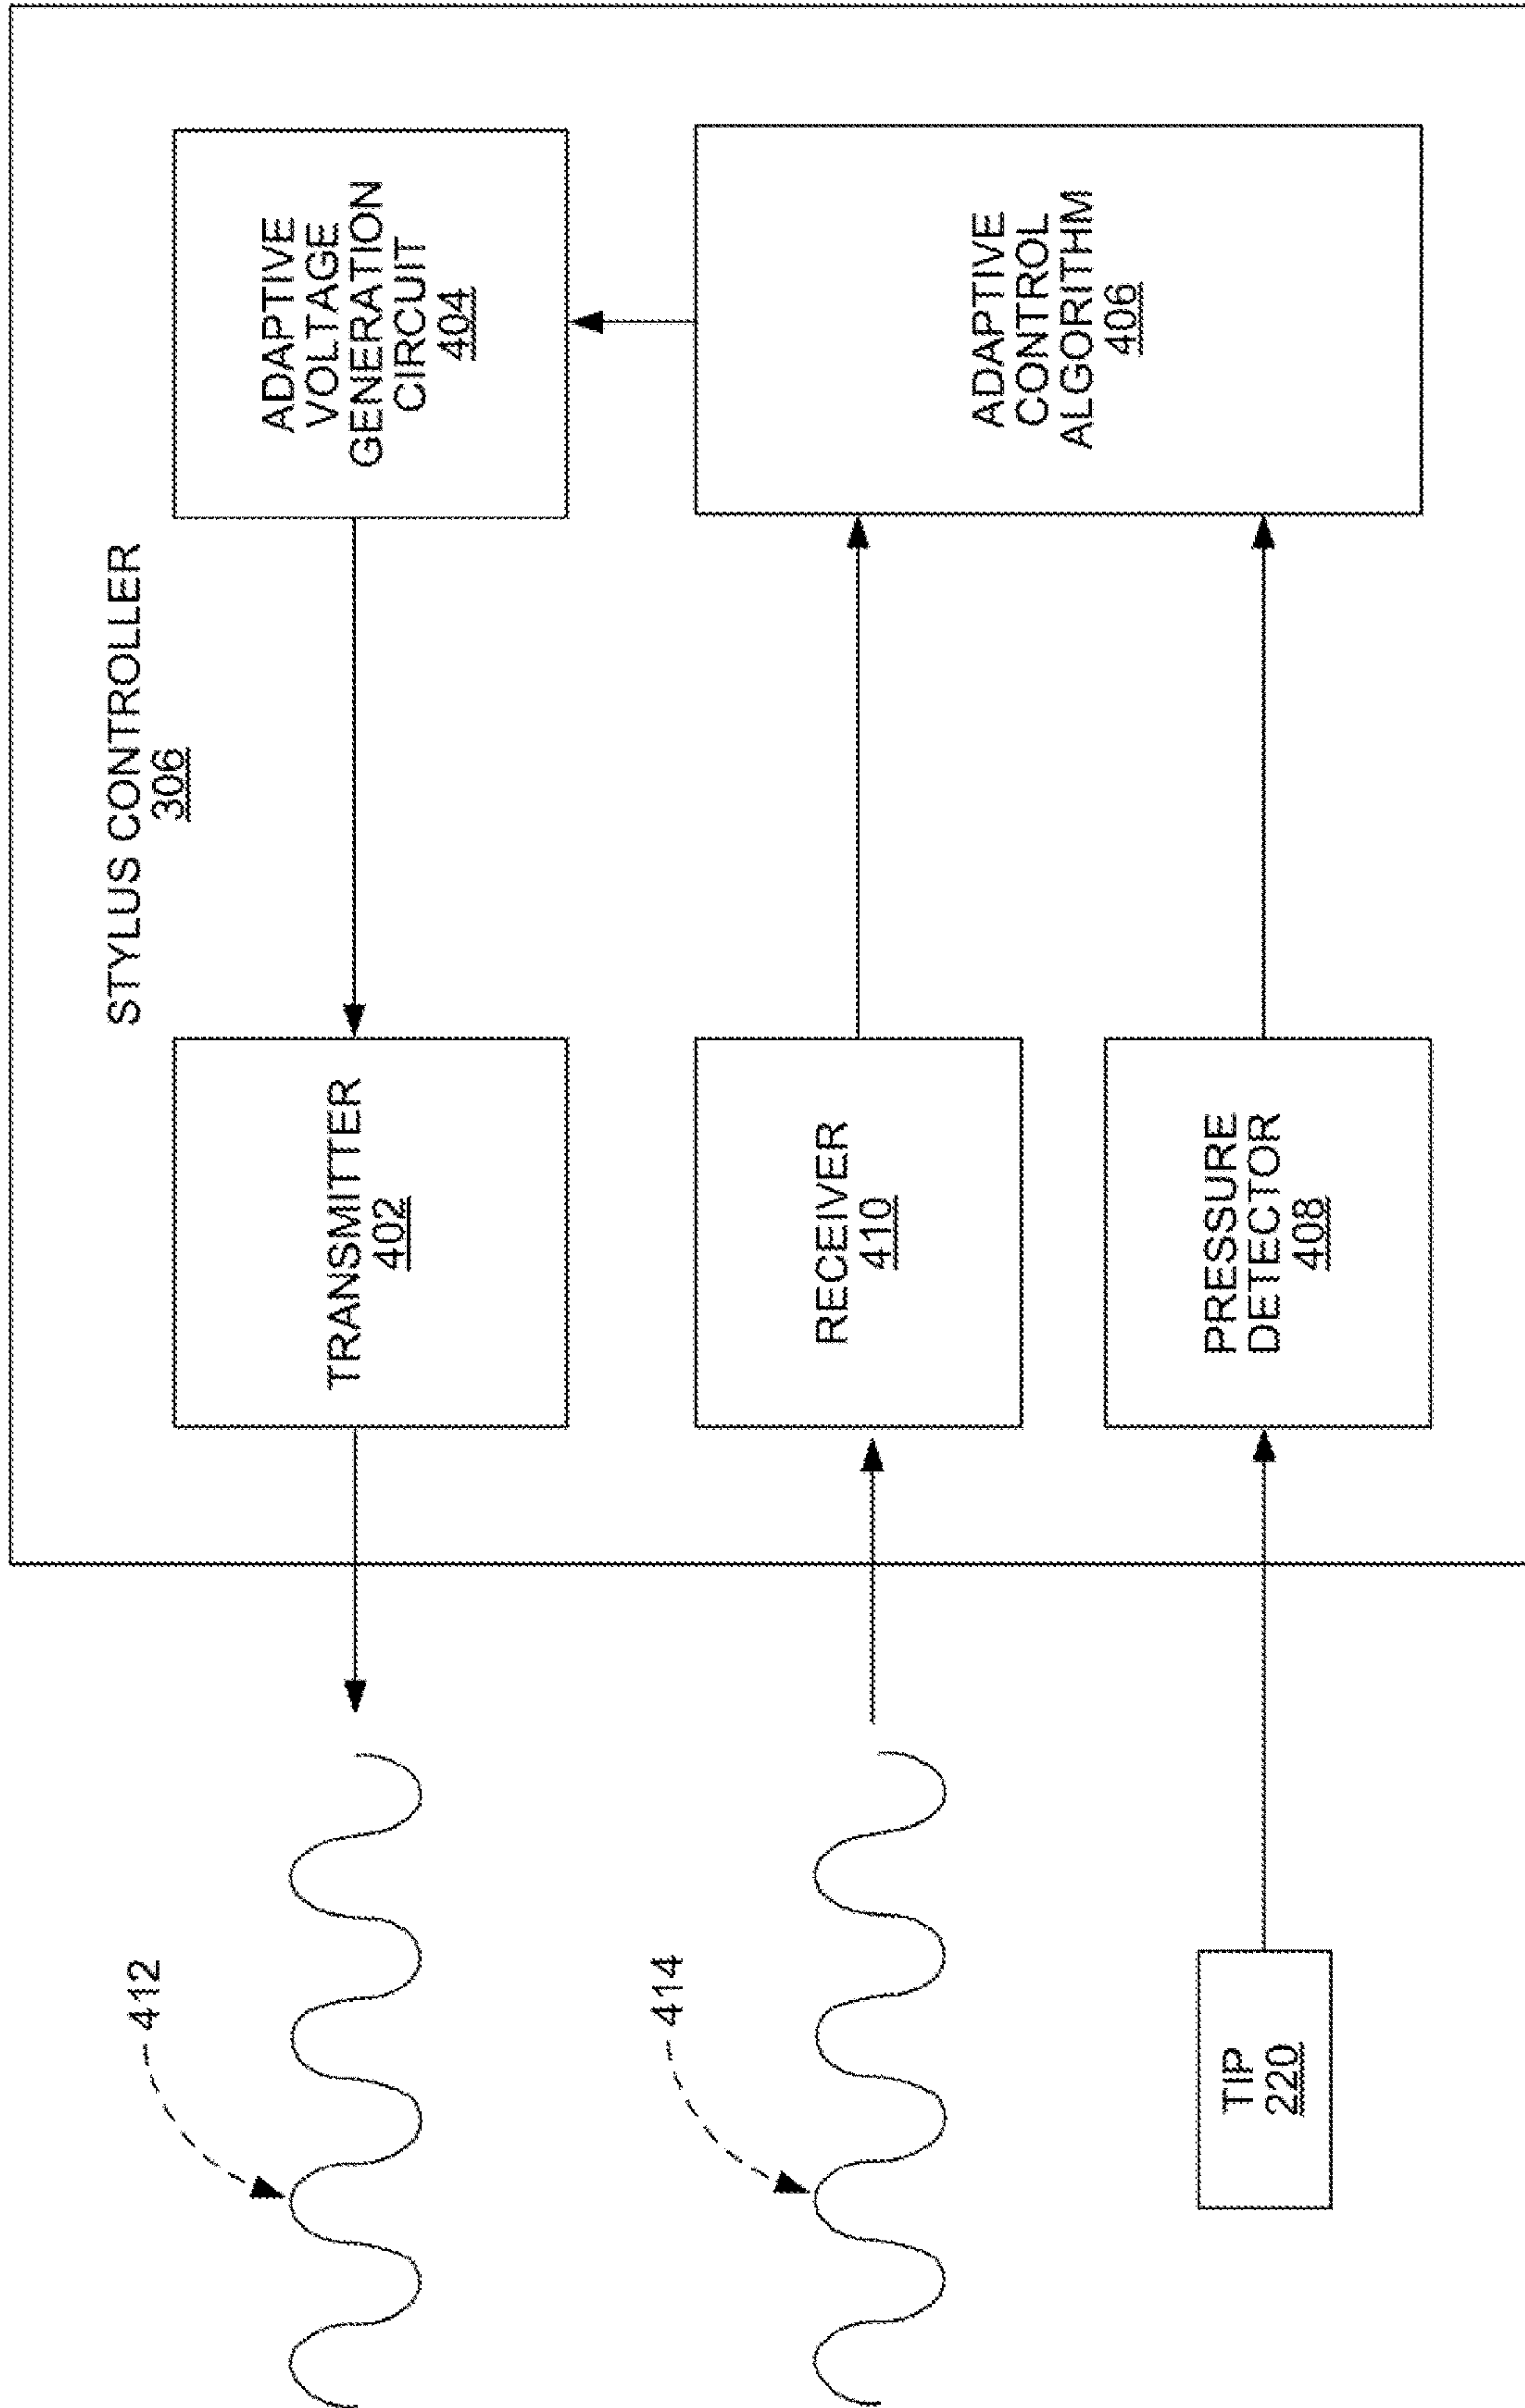 STYLUS CONTROLLER
306
412
TRANSMITTER
402
ADAPTIVE
VOLTAGE
GENERATION
CIRCUIT
404
414
RECEIVER
410
ADAPTIVE
CONTROL
ALGORITHM
406
TIP
220
PRESSURE
DETECTOR
408